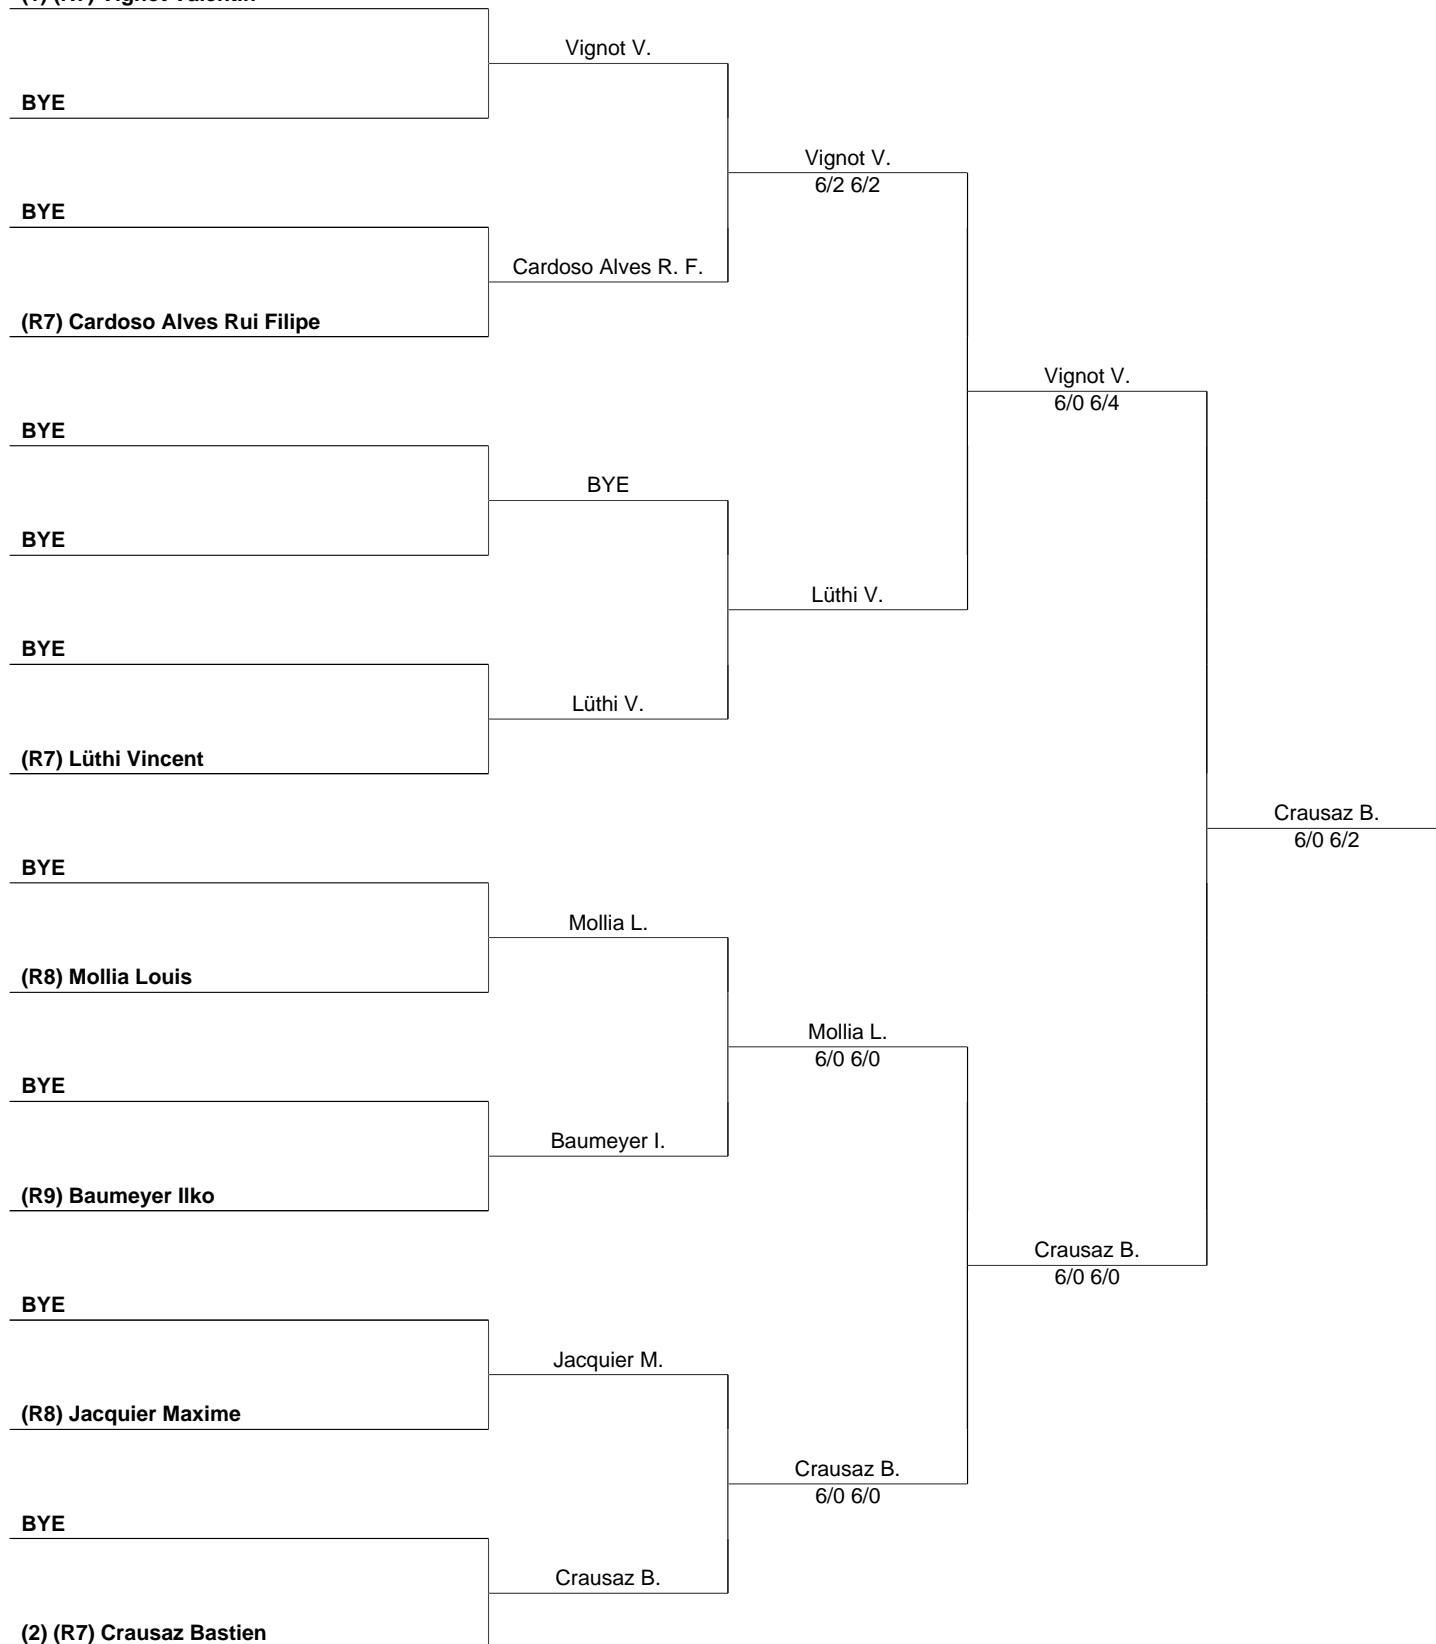 Vignot V.
BYE
Vignot V.
6/2 6/2
BYE
Cardoso Alves R. F.
(R7) Cardoso Alves Rui Filipe
Vignot V.
6/0 6/4
BYE
BYE
BYE
Lüthi V.
BYE
Lüthi V.
(R7) Lüthi Vincent
Crausaz B.
6/0 6/2
BYE
Mollia L.
(R8) Mollia Louis
Mollia L.
6/0 6/0
BYE
Baumeyer I.
(R9) Baumeyer Ilko
Crausaz B.
6/0 6/0
BYE
Jacquier M.
(R8) Jacquier Maxime
Crausaz B.
6/0 6/0
BYE
Crausaz B.
(2) (R7) Crausaz Bastien